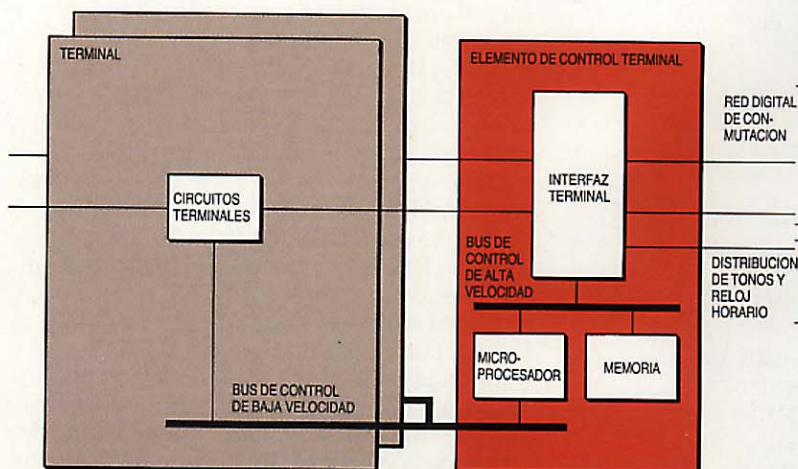 TERMINAL
CIRCUITOS
TERMINALES
BUS DE CONTROL
DE BAJA VELOCIDAD
ELEMENTO DE CONTROL TERMINAL
INTERFAZ
TERMINAL
BUS DE
CONTROL
DE ALTA
VELOCIDAD
MICRO-
PROCESADOR
MEMORIA
RED DIGITAL
DE CON-
MUTACION
DISTRIBUCION
DE TONOS Y
RELOJ
HORARIO